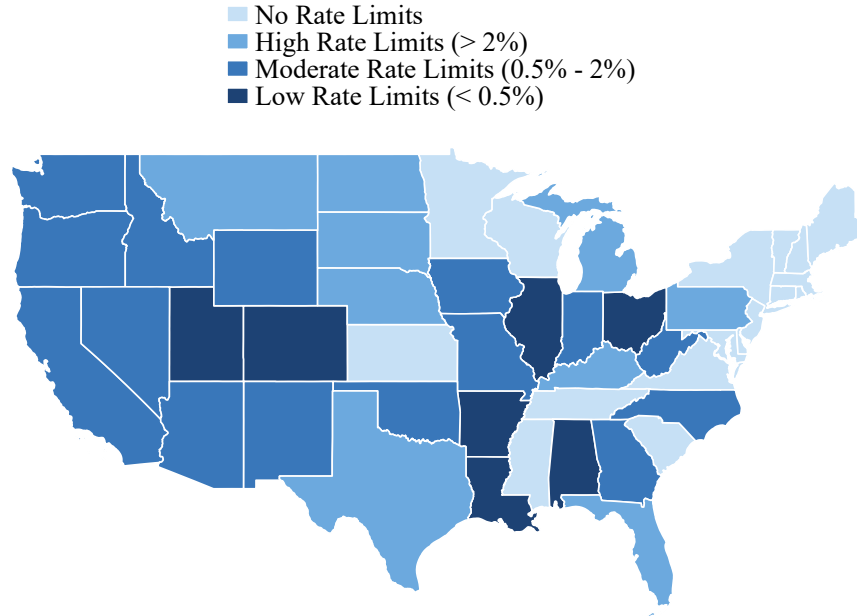 No Rate Limits
High Rate Limits (> 2%)
Moderate Rate Limits (0.5% - 2%)
Low Rate Limits (< 0.5%)